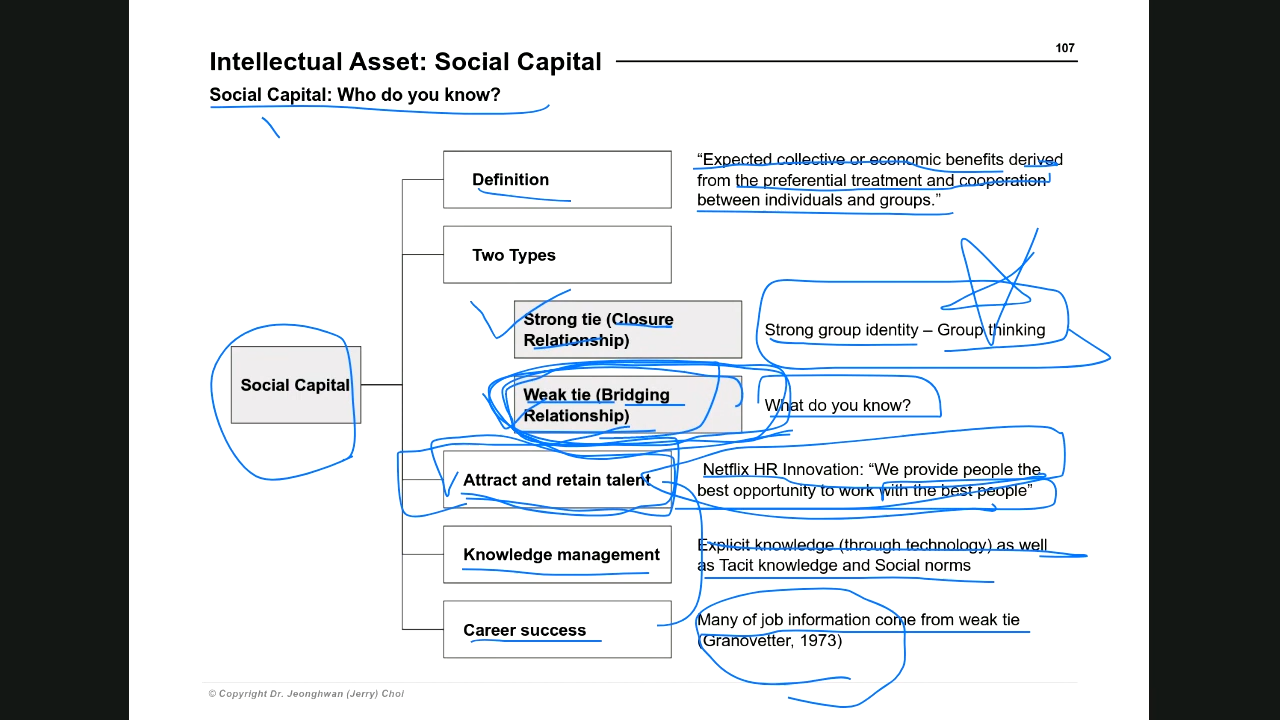 107
Intellectual Asset: Social Capital
Social Capital: Who do you know?
Definition
“Expected collective or economic benefits derived
from the preferential treatment and cooperation
between individuals and groups.”
Two Types
Strong tie (Closure
Relationship)
Strong group identity – Group thinking
Social Capital
Weak tie (Bridging
Relationship)
What do you know?
Attract and retain talent
Netflix HR Innovation: “We provide people the
best opportunity to work with the best people”
Knowledge management
Explicit knowledge (through technology) as well
as Tacit knowledge and Social norms
Career success
Many of job information come from weak tie
(Granovetter, 1973)
© Copyright Dr. Jeonghwan (Jerry) Choi